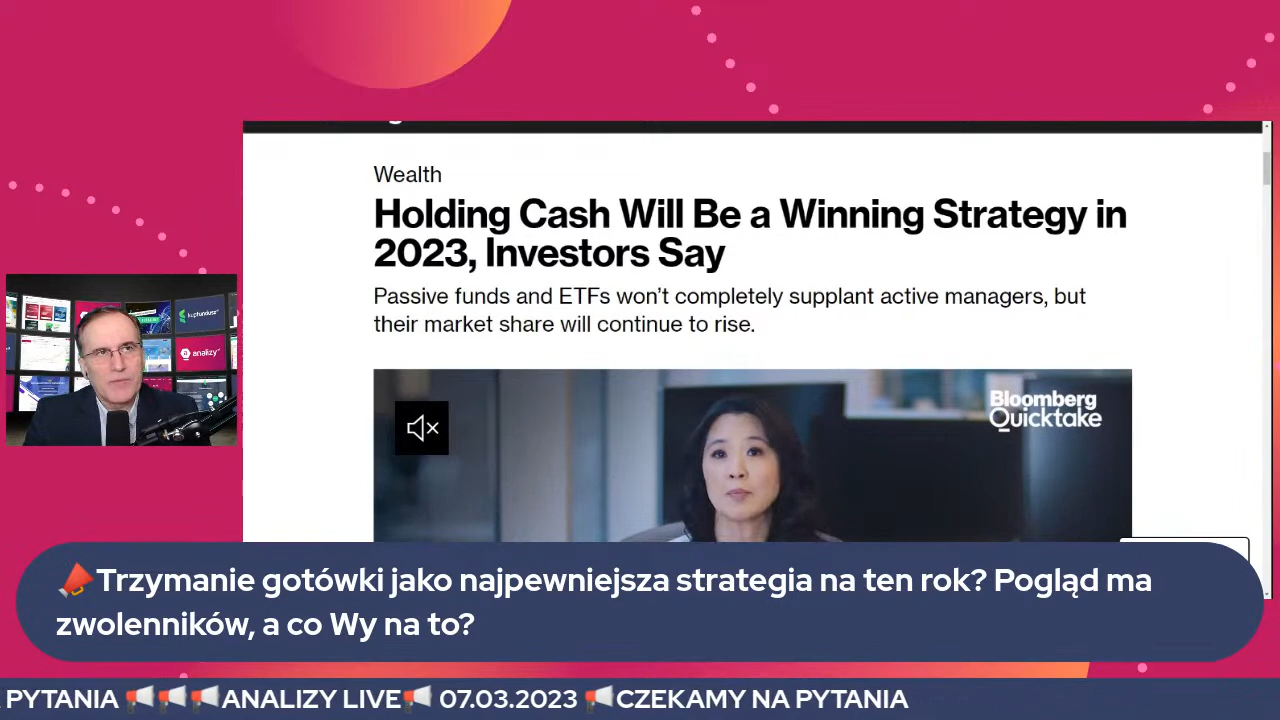 Wealth
Holding Cash Will Be a Winning Strategy in
2023, Investors Say
Passive funds and ETFs won’t completely supplant active managers, but
their market share will continue to rise.
Bloomberg
Quicktake
kupfundusz
analizy
📣Trzymanie gotówki jako najpewniejsza strategia na ten rok? Pogląd ma
zwolenników, a co Wy na to?
PYTANIA 📢📢📢ANALIZY LIVE📢 07.03.2023 📢CZEKAMY NA PYTANIA